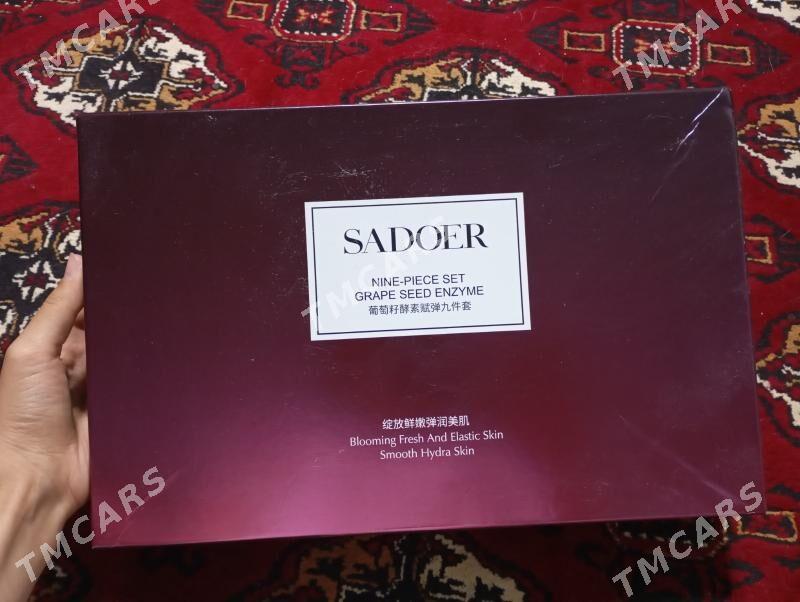 TMCARS
TMCARS
TMCARS
SADOER
NINE-PIECE SET
GRAPE SEED ENZYME
葡萄籽酵素赋弹九件套
TMCARS
绽放鲜嫩弹润美肌
Blooming Fresh And Elastic Skin
Smooth Hydra Skin
TMCARS
TMCARS